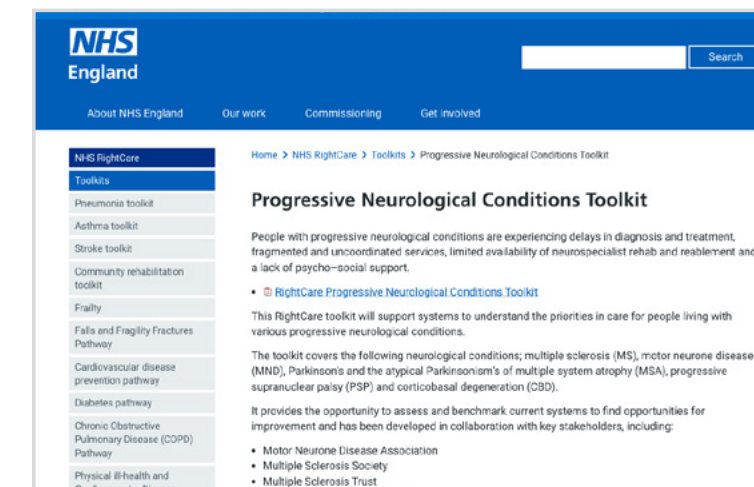 NHS
England
Search
About NHS England
Our work
Commissioning
Get involved
NHS RightCare
Toolkits
Pneumonia toolkit
Asthma toolkit
Stroke toolkit
Community rehabilitation
toolkit
Frailty
Falls and Fragility Fractures
Pathway
Cardiovascular disease
prevention pathway
Diabetes pathway
Chronic Obstructive
Pulmonary Disease (COPD)
Pathway
Physical ill-health and
Home > NHS RightCare > Toolkits > Progressive Neurological Conditions Toolkit
Progressive Neurological Conditions Toolkit
People with progressive neurological conditions are experiencing delays in diagnosis and treatment,
fragmented and uncoordinated services, limited availability of neurospecialist rehab and reablement and
a lack of psycho–social support.
• RightCare Progressive Neurological Conditions Toolkit
This RightCare toolkit will support systems to understand the priorities in care for people living with
various progressive neurological conditions.
The toolkit covers the following neurological conditions; multiple sclerosis (MS), motor neurone disease
(MND), Parkinson's and the atypical Parkinsonism's of multiple system atrophy (MSA), progressive
supranuclear palsy (PSP) and corticobasal degeneration (CBD).
It provides the opportunity to assess and benchmark current systems to find opportunities for
improvement and has been developed in collaboration with key stakeholders, including:
• Motor Neurone Disease Association
• Multiple Sclerosis Society
• Multiple Sclerosis Trust